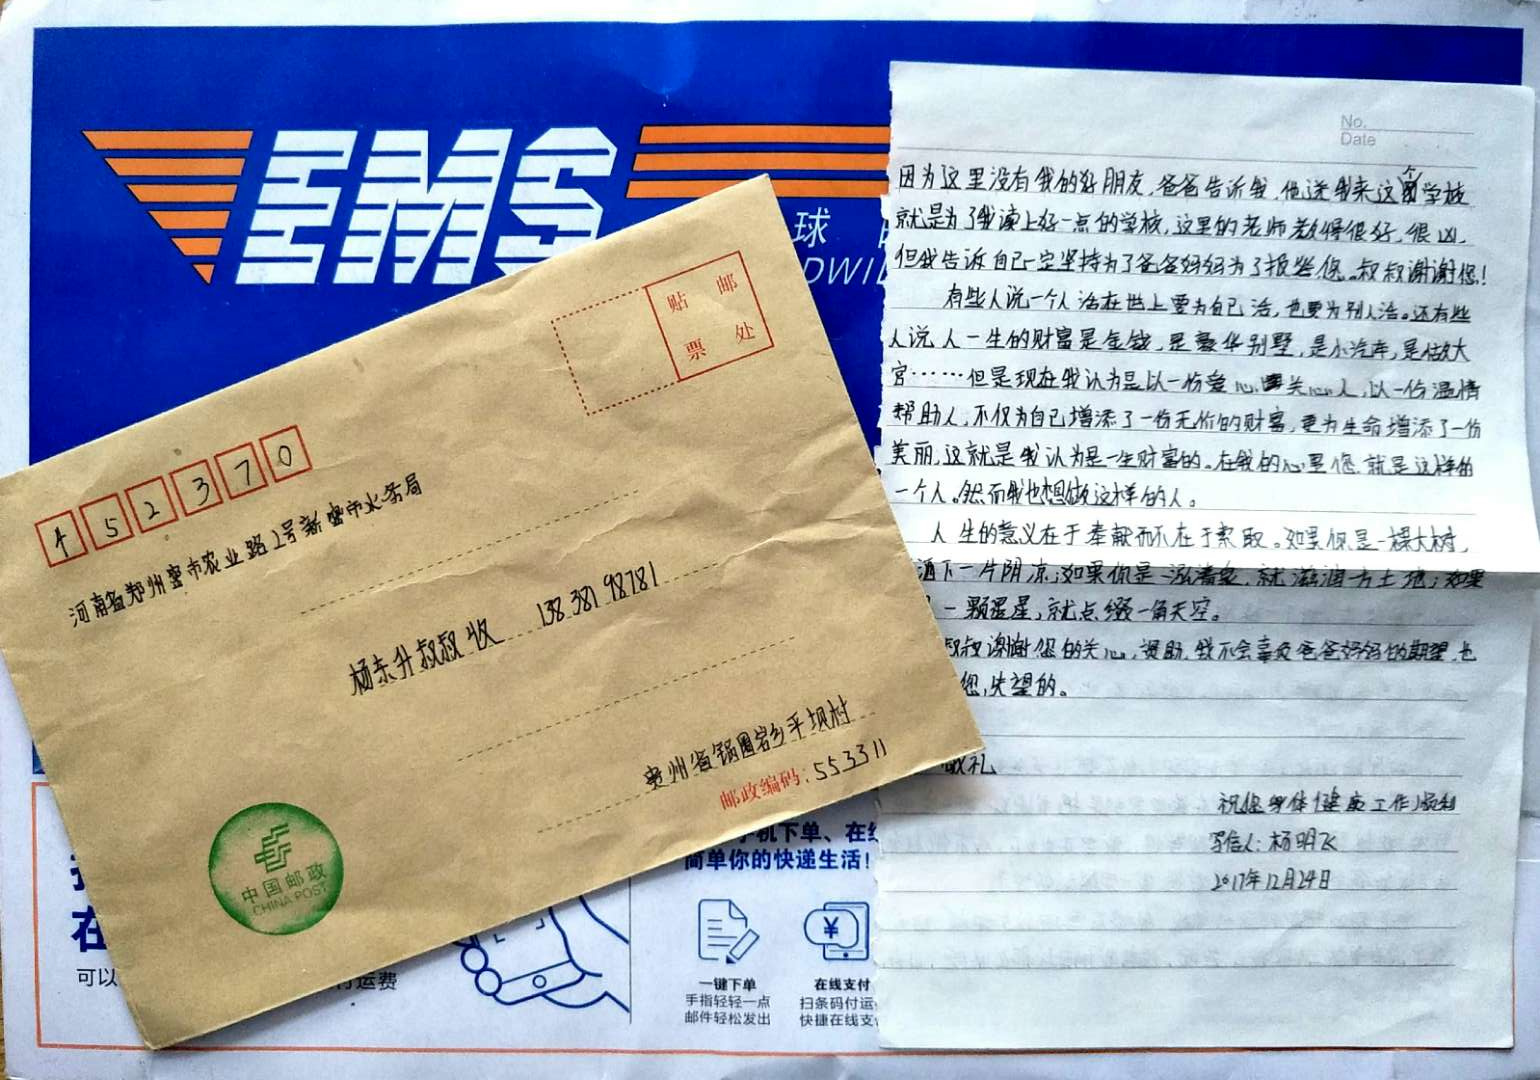 EMS
球
DWI
贴 邮
票 处
452370
河南省郑州密市农业路2号新密市火务局
杨东升叔叔收 13838198781
贵州省锅圈岩乡平坝村
邮政编码:553311
中国邮政
CHINA POST
在
可以
付运费
手机下单、在线
简单你的快递生活!
一键下单
手指轻轻一点
邮件轻松发出
¥
在线支付
扫条码付运
快捷在线支
No.
Date
因为这里没有我的好朋友,爸爸告诉我,他送我来这个学校
就是为了我读上好一点的学校,这里的老师教得很好,很凶,
但我告诉自己一定坚持为了爸爸妈妈为了报答您。叔叔谢谢您!
有些人说一个人活在世上要为自己活,也要为别人活。还有些
人说人一生的财富是金钱,是豪华别墅,是小汽车,是做大
官……但是现在我认为是以一份爱心,关心人,以一份温情
帮助人,不仅为自己增添了一份无价的财富,更为生命增添了一份
美丽,这就是我认为是一生财富的。在我的心里您,就是这样的
一个人。然而我也想做这样的人。
人生的意义在于奉献而不在于索取。如果你是一棵大树,
洒下一片阴凉;如果你是一泓清泉,就滋润一方土地;如果
一颗星星,就点缀一角天空。
叔叔谢谢您的关心,援助,我不会辜负爸爸妈妈的期望,也
您,失望的。
敬礼
祝您身体健康工作顺利
写信人:杨明飞
2017年12月24日